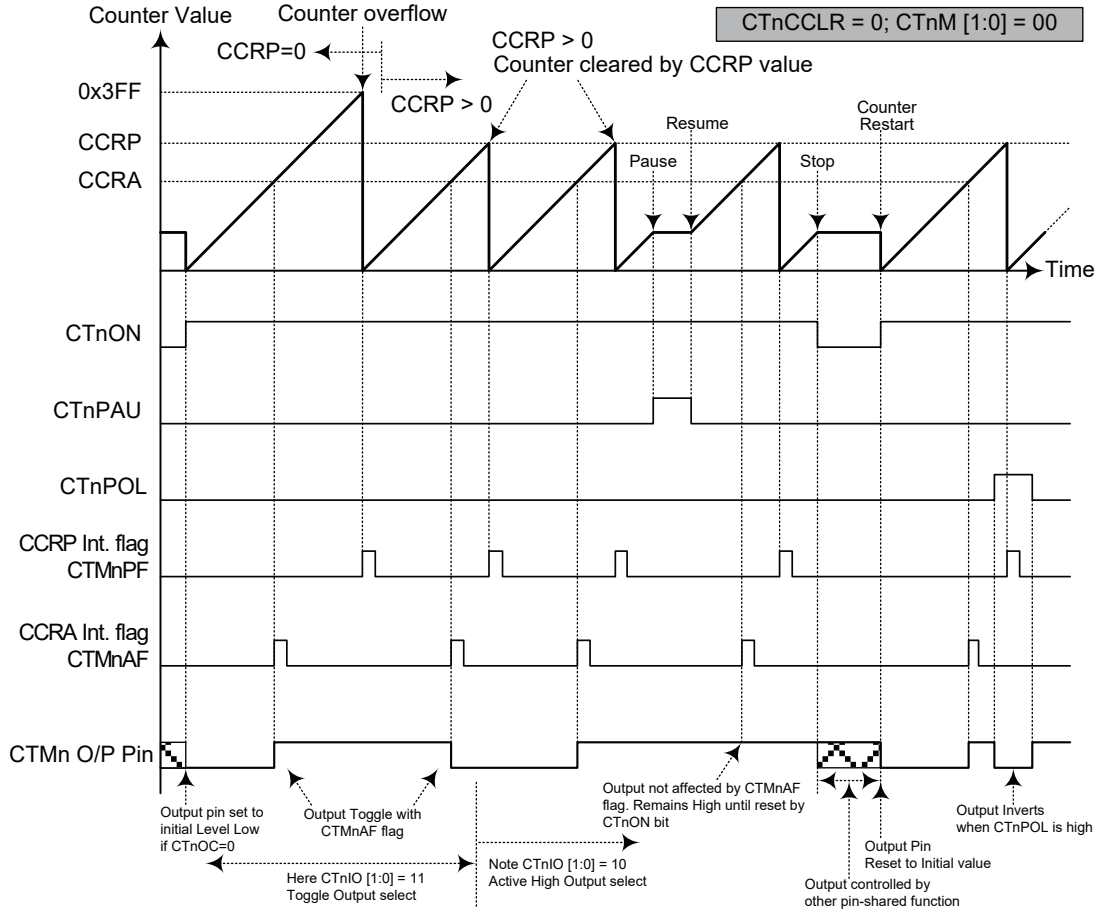 Counter Value
Counter overflow
CTnCCLR = 0; CTnM [1:0] = 00
CCRP=0
CCRP > 0
CCRP > 0
Counter cleared by CCRP value
0x3FF
CCRP
CCRA
Pause
Resume
Stop
Counter
Restart
Time
CTnON
CTnPAU
CTnPOL
CCRP Int. flag
CTMnPF
CCRA Int. flag
CTMnAF
CTMn O/P Pin
Output pin set to
initial Level Low
if CTnOC=0
Output Toggle with
CTMnAF flag
Output not affected by CTMnAF
flag. Remains High until reset by
CTnON bit
Output Inverts
when CTnPOL is high
Output Pin
Reset to Initial value
Here CTnIO [1:0] = 11
Toggle Output select
Note CTnIO [1:0] = 10
Active High Output select
Output controlled by
other pin-shared function